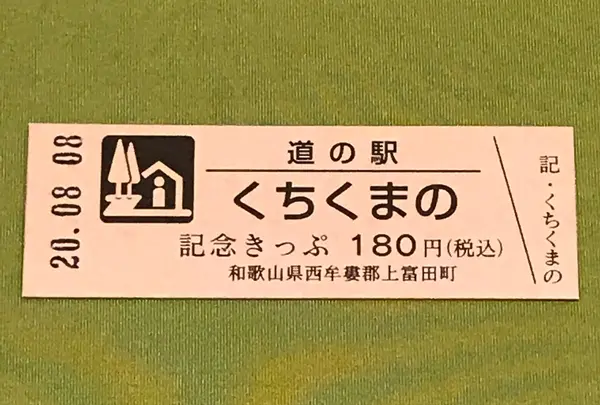 20.08 08
道の駅
くちくまの
記念きっぷ 180円(税込)
和歌山県西牟婁郡上富田町
記・くちくまの